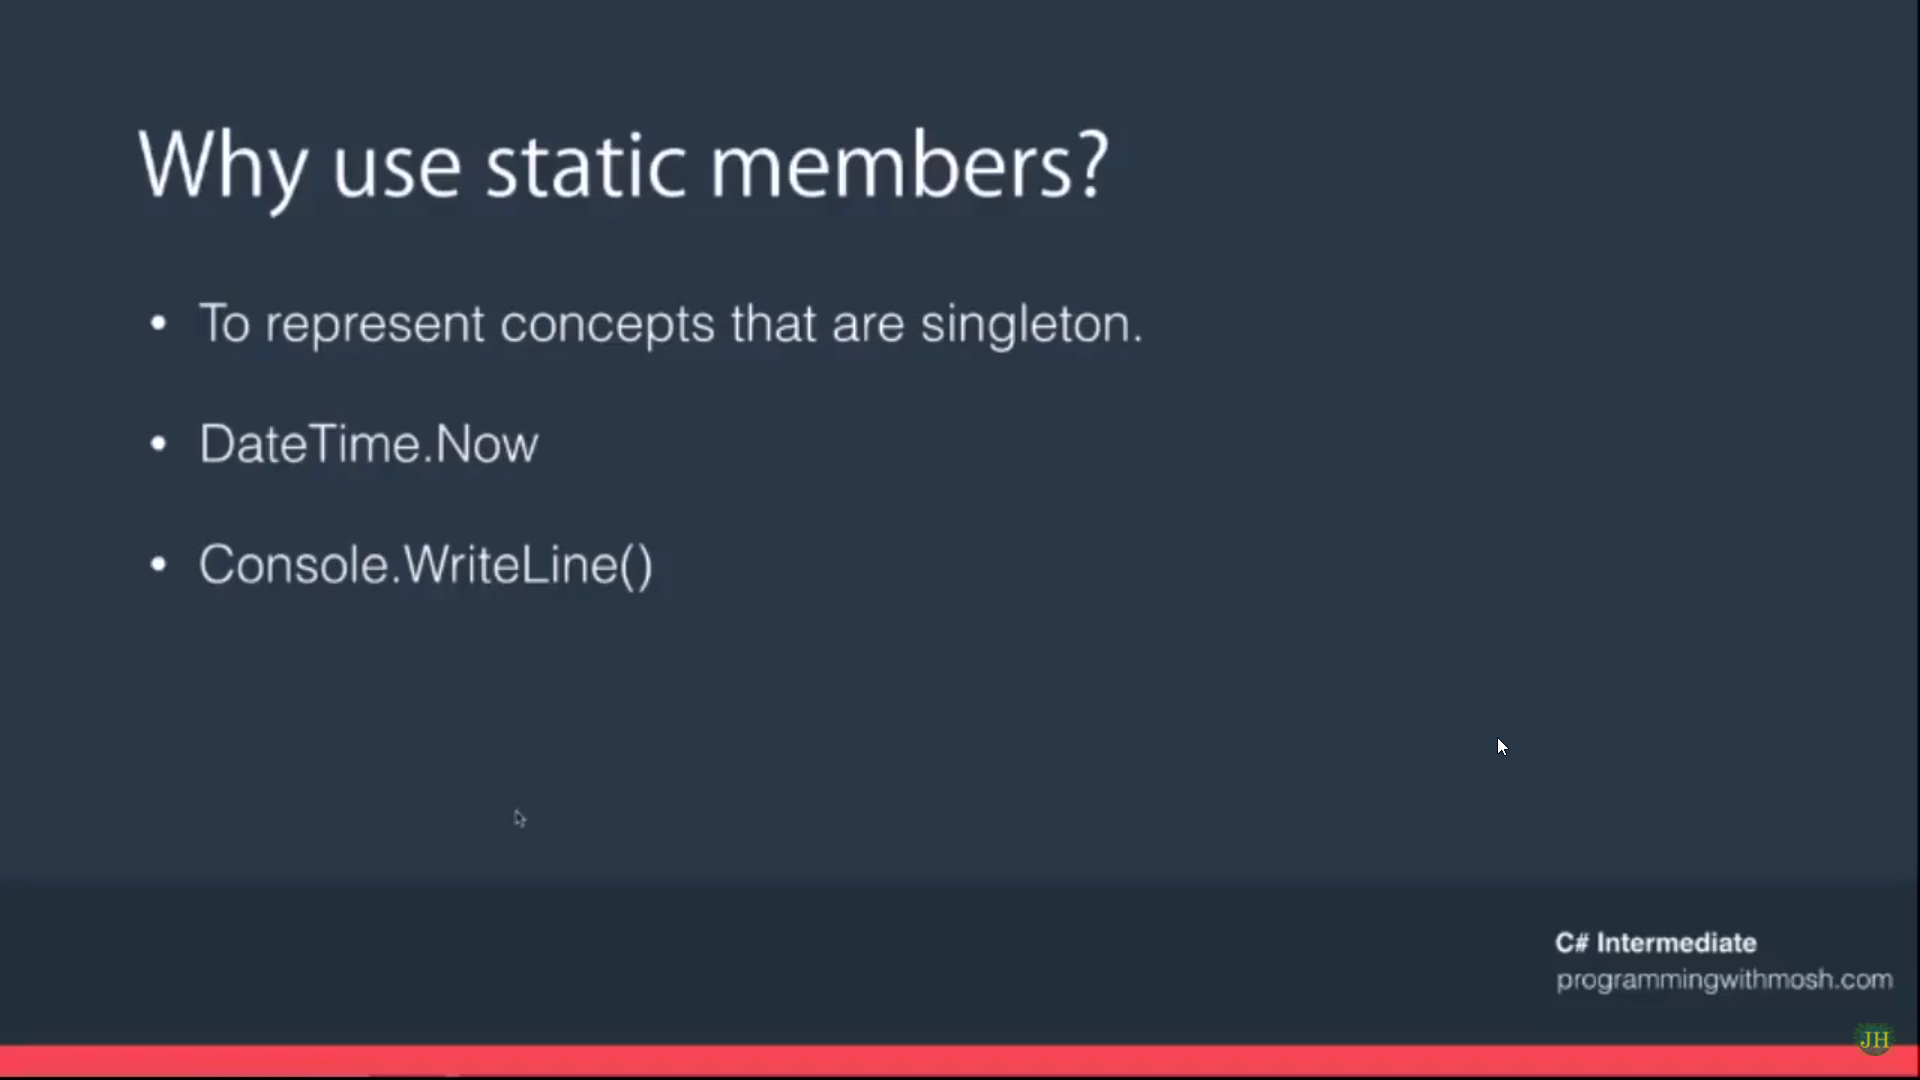 Why use static members?
• To represent concepts that are singleton.
• DateTime.Now
• Console.WriteLine()
C# Intermediate
programmingwithmosh.com
JH